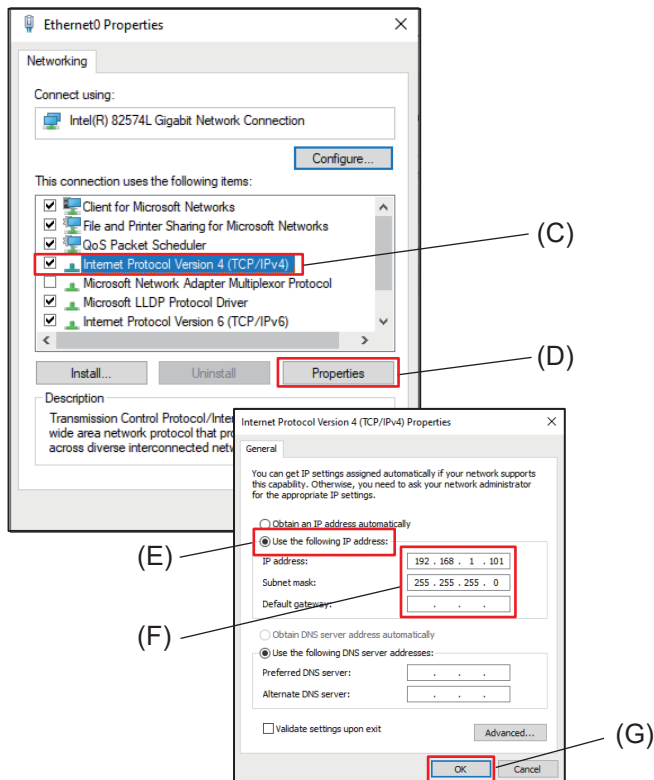 Ethernet0 Properties
Networking
Connect using:
Intel(R) 82574L Gigabit Network Connection
Configure...
This connection uses the following items:
Client for Microsoft Networks
File and Printer Sharing for Microsoft Networks
QoS Packet Scheduler
Internet Protocol Version 4 (TCP/IPv4)
(C)
Microsoft Network Adapter Multiplexor Protocol
Microsoft LLDP Protocol Driver
Internet Protocol Version 6 (TCP/IPv6)
Install...
Uninstall
Properties
(D)
Description
Transmission Control Protocol/Inter
wide area network protocol that pro
across diverse interconnected netw
Internet Protocol Version 4 (TCP/IPv4) Properties
General
You can get IP settings assigned automatically if your network supports
this capability. Otherwise, you need to ask your network administrator
for the appropriate IP settings.
Obtain an IP address automatically
(E)
Use the following IP address:
IP address: 192 . 168 . 1 . 101
Subnet mask: 255 . 255 . 255 . 0
Default gateway: . . .
(F)
Obtain DNS server address automatically
Use the following DNS server addresses:
Preferred DNS server: . . .
Alternate DNS server: . . .
Validate settings upon exit
Advanced...
(G)
OK
Cancel